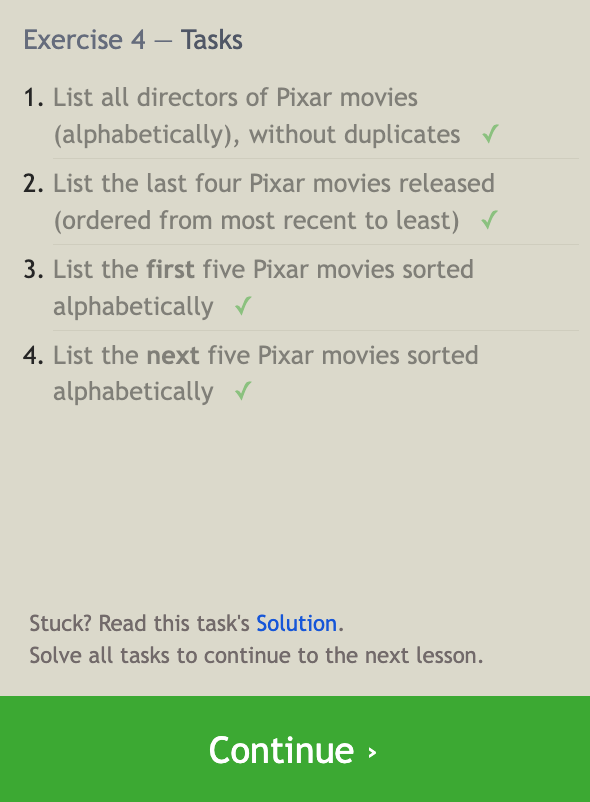 Exercise 4 — Tasks
1. List all directors of Pixar movies
(alphabetically), without duplicates ✓
2. List the last four Pixar movies released
(ordered from most recent to least) ✓
3. List the first five Pixar movies sorted
alphabetically ✓
4. List the next five Pixar movies sorted
alphabetically ✓
Stuck? Read this task's Solution.
Solve all tasks to continue to the next lesson.
Continue ›